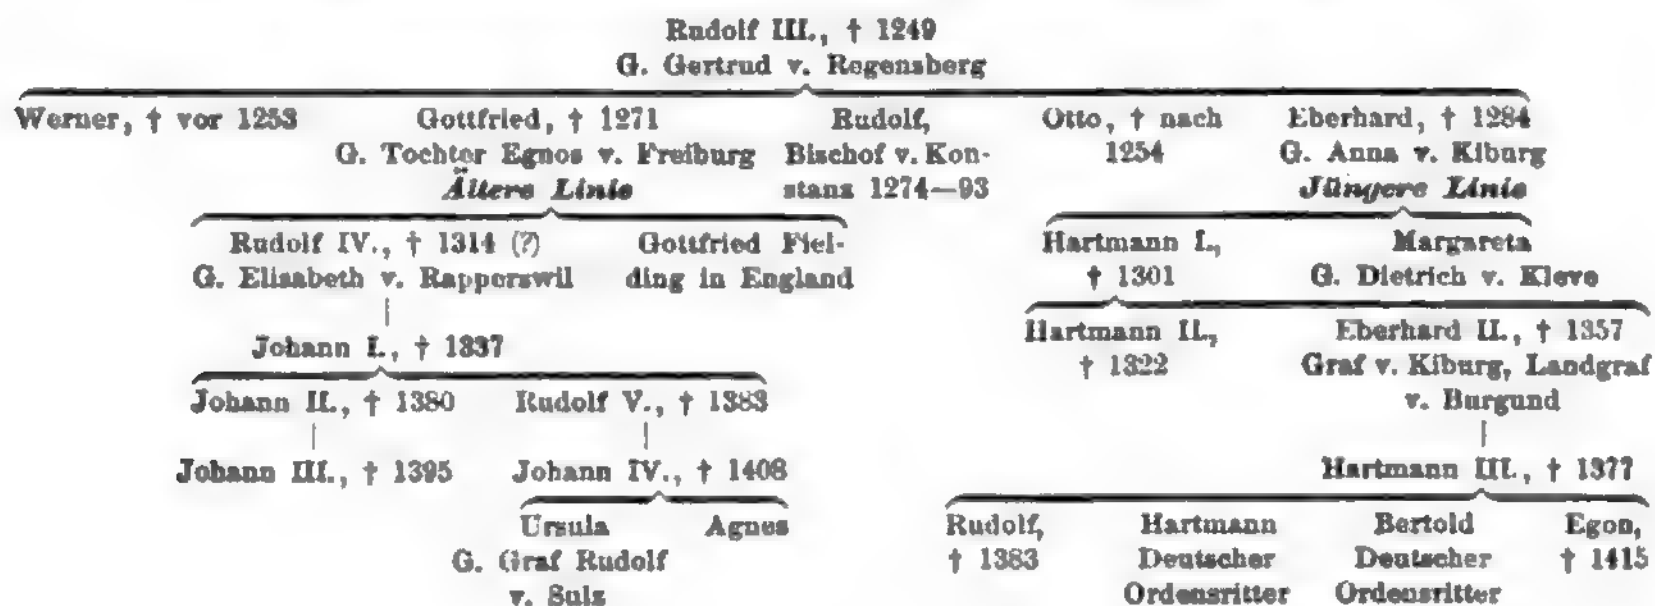 Rudolf III., † 1249
G. Gertrud v. Regensberg
Werner, † vor 1253 Gottfried, † 1271 Rudolf, Otto, † nach Eberhard, † 1284
G. Tochter Egnos v. Freiburg Bischof v. Kon- 1254 G. Anna v. Kiburg
Ältere Linie stanz 1274—93 Jüngere Linie
Rudolf IV., † 1314 (?) Gottfried Fiel- Hartmann I., Margareta
G. Elisabeth v. Rapperswil ding in England † 1301 G. Dietrich v. Kleve
Johann I., † 1337 Hartmann II., Eberhard II., † 1357
† 1322 Graf v. Kiburg, Landgraf
Johann II., † 1380 Rudolf V., † 1383 v. Burgund
Johann III., † 1395 Johann IV., † 1408 Hartmann III., † 1377
Ursula Agnes Rudolf, Hartmann Bertold Egon,
G. Graf Rudolf † 1383 Deutscher Deutscher † 1415
v. Sulz Ordensritter Ordensritter